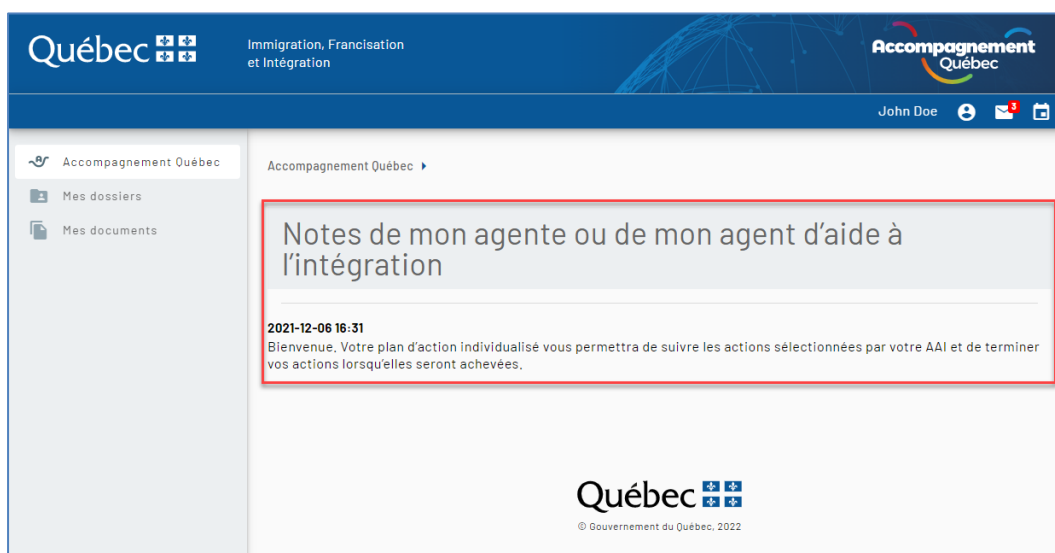 Québec
Immigration, Francisation
et Intégration
Accompagnement
Québec
John Doe
3
Accompagnement Québec
Mes dossiers
Mes documents
Accompagnement Québec
Notes de mon agente ou de mon agent d’aide à
l’intégration
2021-12-06 16:31
Bienvenue. Votre plan d’action individualisé vous permettra de suivre les actions sélectionnées par votre AAI et de terminer
vos actions lorsqu’elles seront achevées.
Québec
© Gouvernement du Québec, 2022